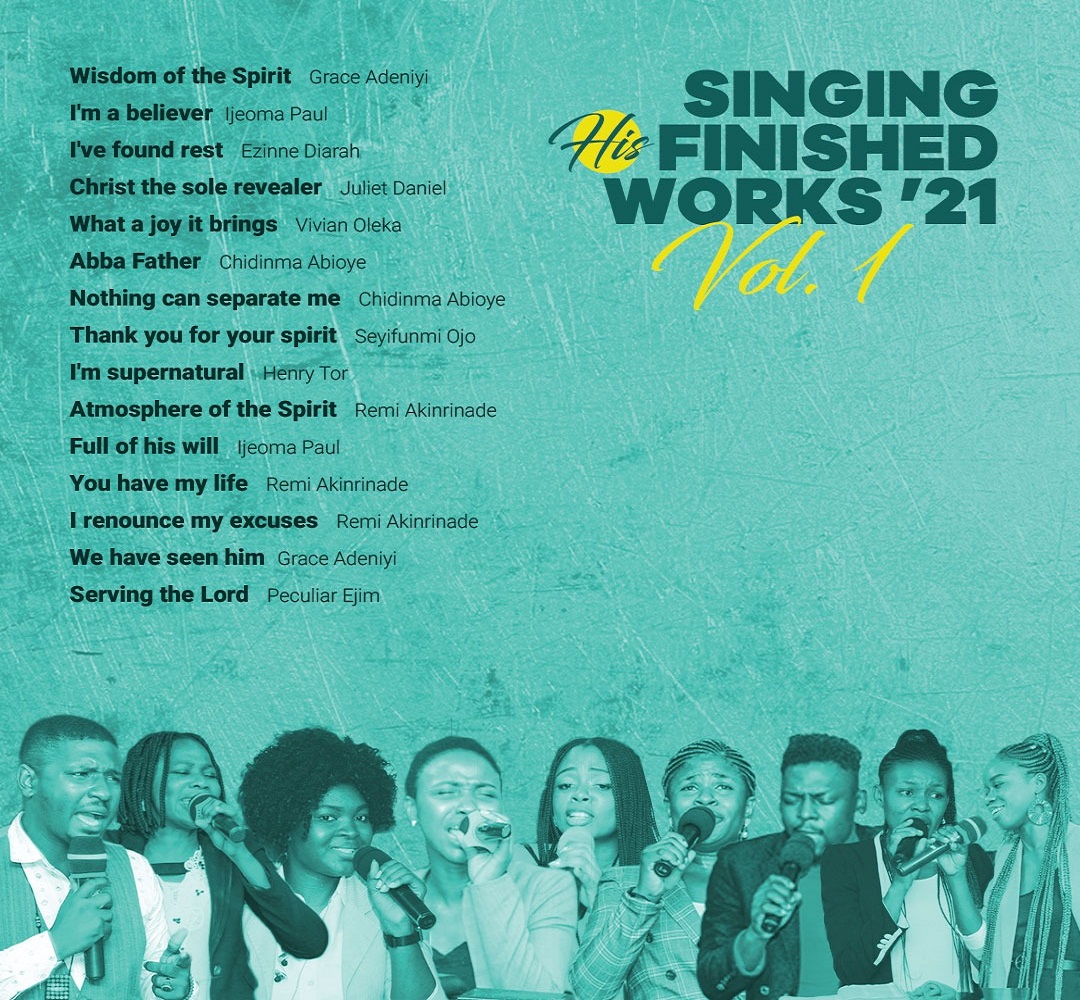 Wisdom of the Spirit Grace Adeniyi
I'm a believer Ijeoma Paul
I've found rest Ezinne Diarah
Christ the sole revealer Juliet Daniel
What a joy it brings Vivian Oleka
Abba Father Chidinma Abioye
Nothing can separate me Chidinma Abioye
Thank you for your spirit Seyifunmi Ojo
I'm supernatural Henry Tor
Atmosphere of the Spirit Remi Akinrinade
Full of his will Ijeoma Paul
You have my life Remi Akinrinade
I renounce my excuses Remi Akinrinade
We have seen him Grace Adeniyi
Serving the Lord Peculiar Ejim
SINGING
His FINISHED
WORKS '21
Vol. 1